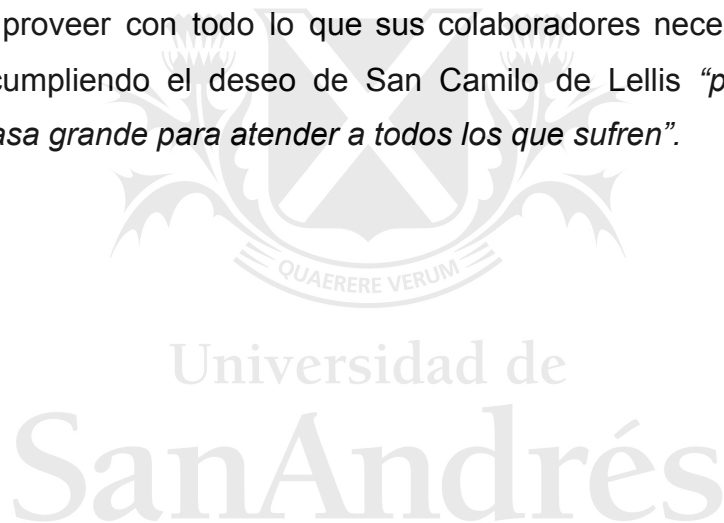 proveer con todo lo que sus colaboradores nece
cumpliendo el deseo de San Camilo de Lellis “p
asa grande para atender a todos los que sufren”.
QUAERERE VERUM
Universidad de
SanAndrés